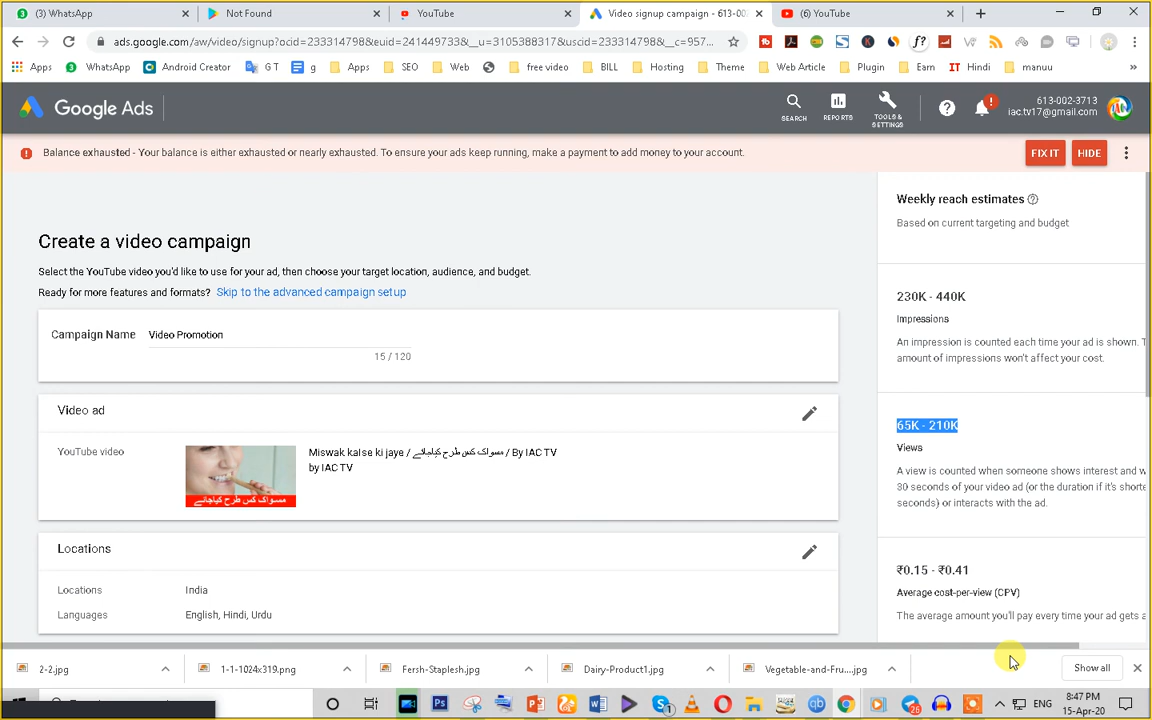 (3) WhatsApp
Not Found
YouTube
Video signup campaign - 613-00
(6) YouTube
ads.google.com/aw/video/signup?ocid=233314798&euid=241449733&__u=3105388317&uscid=233314798&__c=957...
Apps
WhatsApp
Android Creator
G T
g
Apps
SEO
Web
free video
BILL
Hosting
Theme
Web Article
Plugin
Earn
Hindi
manuu
Google Ads
SEARCH
REPORTS
TOOLS & SETTINGS
613-002-3713
iac.tv17@gmail.com
Balance exhausted - Your balance is either exhausted or nearly exhausted. To ensure your ads keep running, make a payment to add money to your account.
FIX IT
HIDE
Create a video campaign
Select the YouTube video you'd like to use for your ad, then choose your target location, audience, and budget.
Ready for more features and formats? Skip to the advanced campaign setup
Campaign Name Video Promotion
15 / 120
Video ad
YouTube video
مسواک کس طرح کیاجائے
Miswak kaIse ki jaye / مسواک کس طرح کیاجائے / By IAC TV
by IAC TV
Locations
Locations India
Languages English, Hindi, Urdu
Weekly reach estimates
Based on current targeting and budget
230K - 440K
Impressions
An impression is counted each time your ad is shown. T
amount of impressions won't affect your cost.
65K - 210K
Views
A view is counted when someone shows interest and w
30 seconds of your video ad (or the duration if it's shorte
seconds) or interacts with the ad.
₹0.15 - ₹0.41
Average cost-per-view (CPV)
The average amount you'll pay every time your ad gets a
2-2.jpg
1-1-1024x319.png
Fersh-Staplesh.jpg
Dairy-Product1.jpg
Vegetable-and-Fru....jpg
Show all
ENG
8:47 PM
15-Apr-20